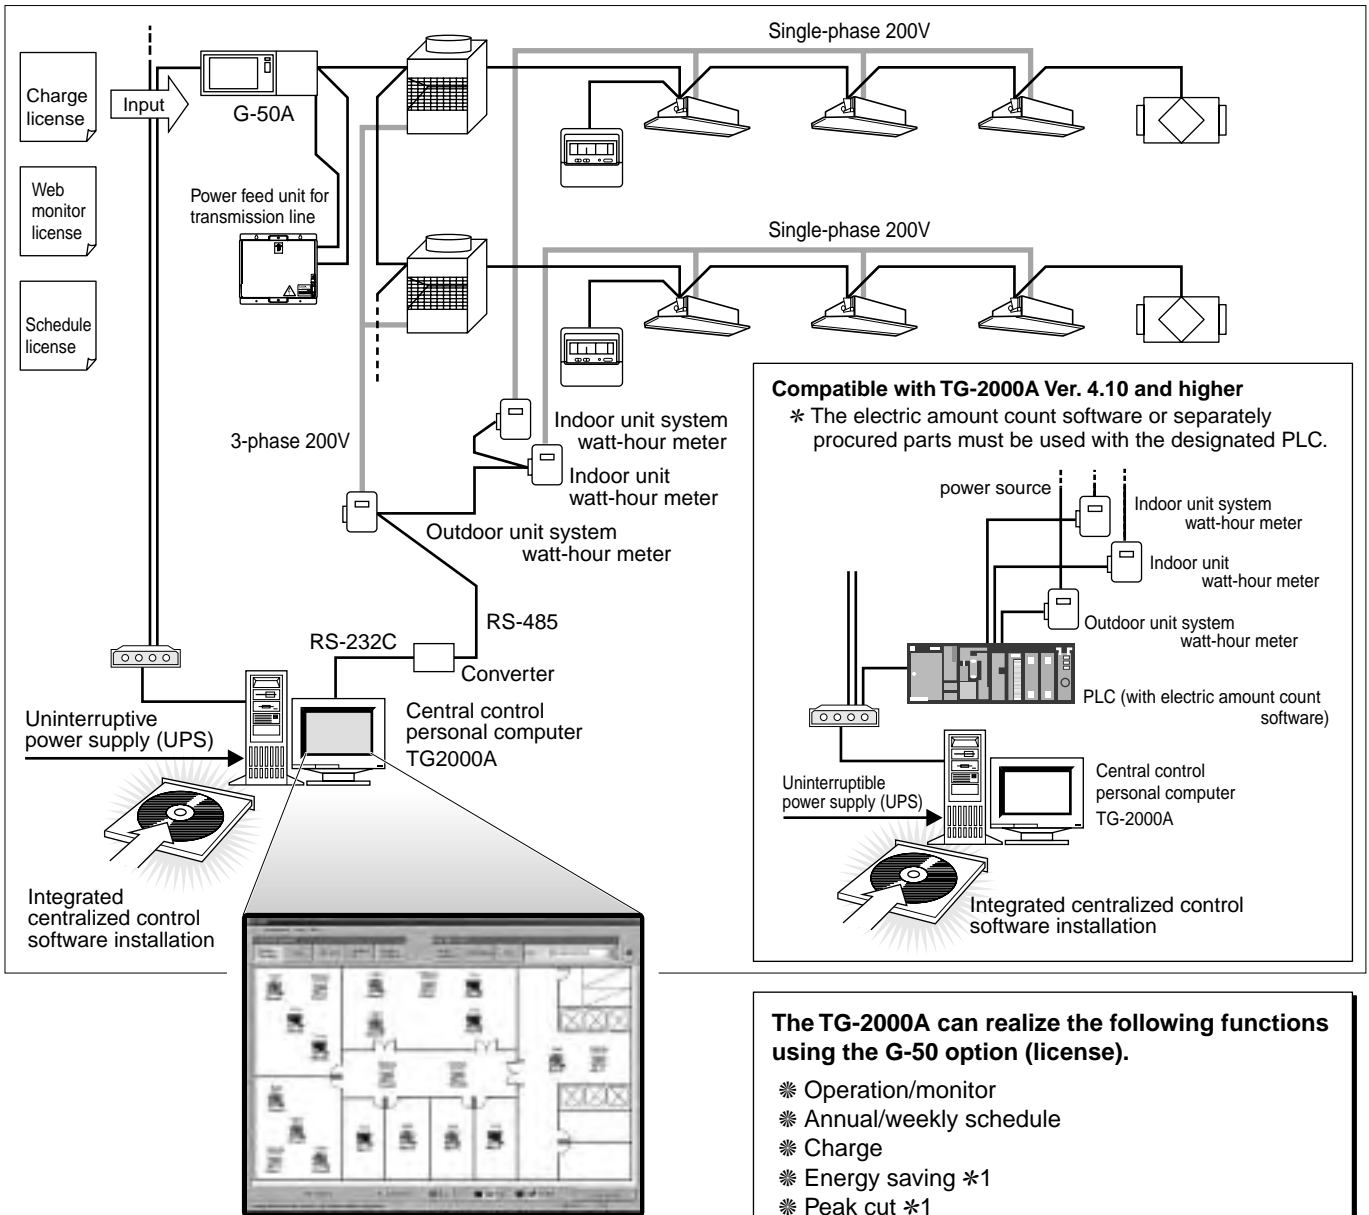 Single-phase 200V
Charge
license
Input
G-50A
Web
monitor
license
Power feed unit for
transmission line
Single-phase 200V
Schedule
license
3-phase 200V
Indoor unit system
watt-hour meter
Indoor unit
watt-hour meter
Outdoor unit system
watt-hour meter
RS-485
RS-232C
Converter
Uninterruptive
power supply (UPS)
Central control
personal computer
TG2000A
Integrated
centralized control
software installation
Compatible with TG-2000A Ver. 4.10 and higher
* The electric amount count software or separately
procured parts must be used with the designated PLC.
power source
Indoor unit system
watt-hour meter
Indoor unit
watt-hour meter
Outdoor unit system
watt-hour meter
PLC (with electric amount count
software)
Uninterruptible
power supply (UPS)
Central control
personal computer
TG-2000A
Integrated centralized control
software installation
The TG-2000A can realize the following functions
using the G-50 option (license).
❊ Operation/monitor
❊ Annual/weekly schedule
❊ Charge
❊ Energy saving *1
❊ Peak cut *1